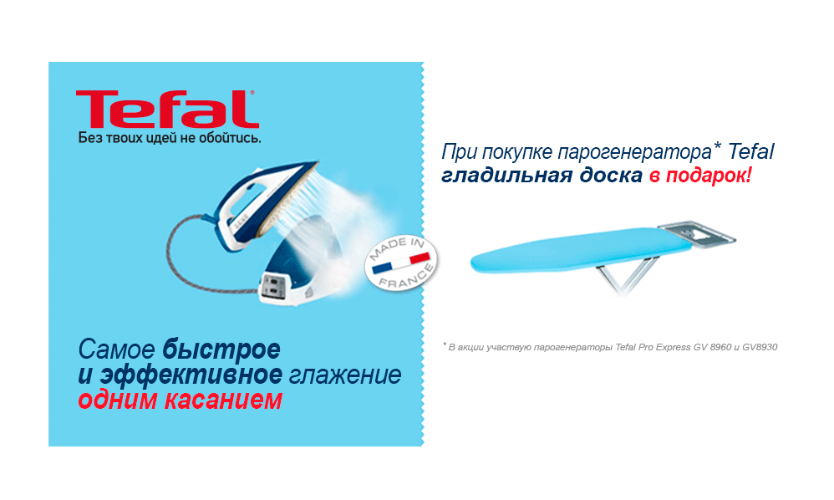 Tefal®
Без твоих идей не обойтись.
MADE IN
FRANCE
Самое быстрое
и эффективное глажение
одним касанием
При покупке парогенератора* Tefal
гладильная доска в подарок!
* В акции участвую парогенераторы Tefal Pro Express GV 8960 и GV8930